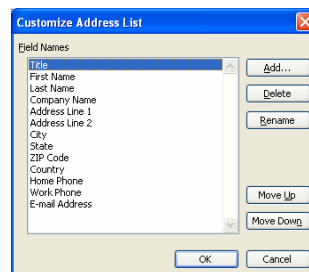 Customize Address List
Field Names
Title
First Name
Last Name
Company Name
Address Line 1
Address Line 2
City
State
ZIP Code
Country
Home Phone
Work Phone
E-mail Address
Add...
Delete
Rename
Move Up
Move Down
OK
Cancel